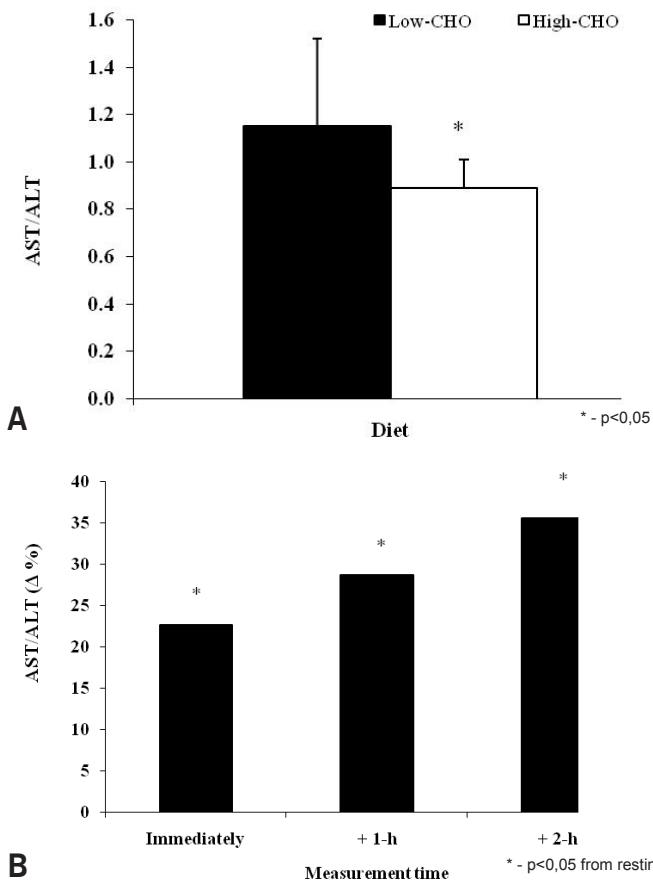 1.6
Low-CHO High-CHO
1.4
1.2
*
1.0
AST/ALT
0.8
0.6
0.4
0.2
0.0
A
Diet
* - p<0,05
40
*
35
*
30
AST/ALT (Δ %)
25
*
20
15
10
5
0
Immediately + 1-h + 2-h
B
Measurement time
* - p<0,05 from restin